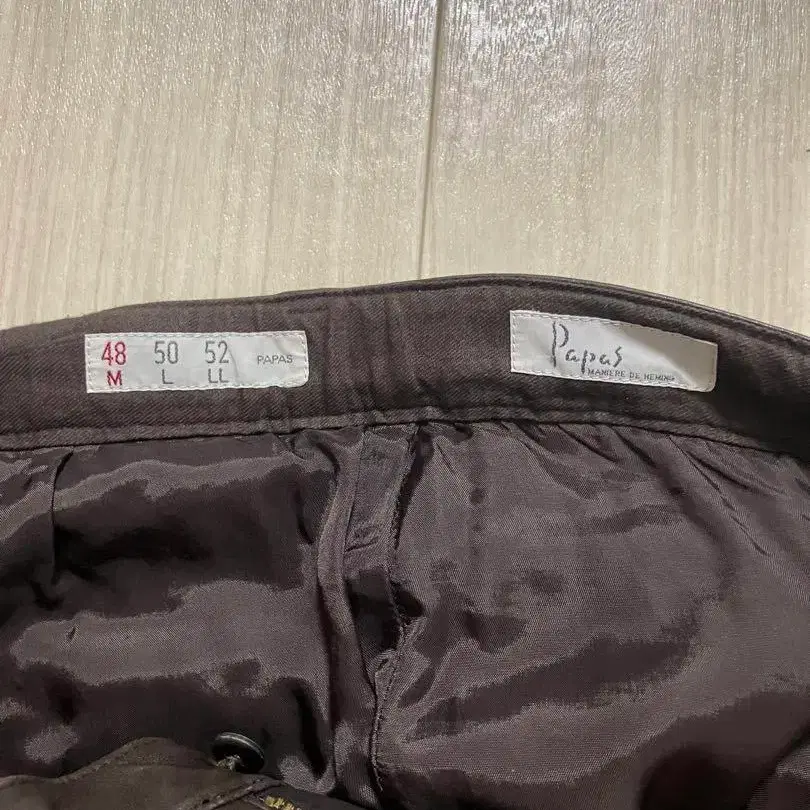 48 50 52 PAPAS
M L LL
Papas
MANIERE DE HEMING